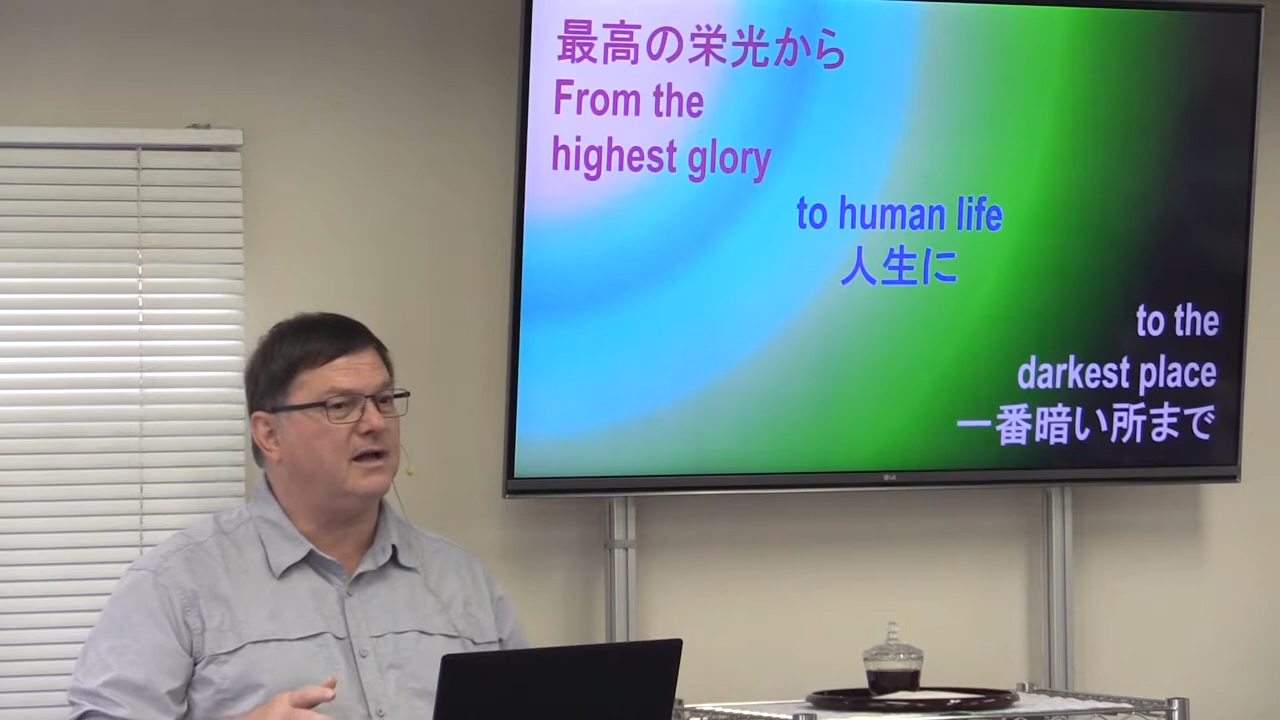 最高の栄光から
From the
highest glory
to human life
人生に
to the
darkest place
一番暗い所まで
LG